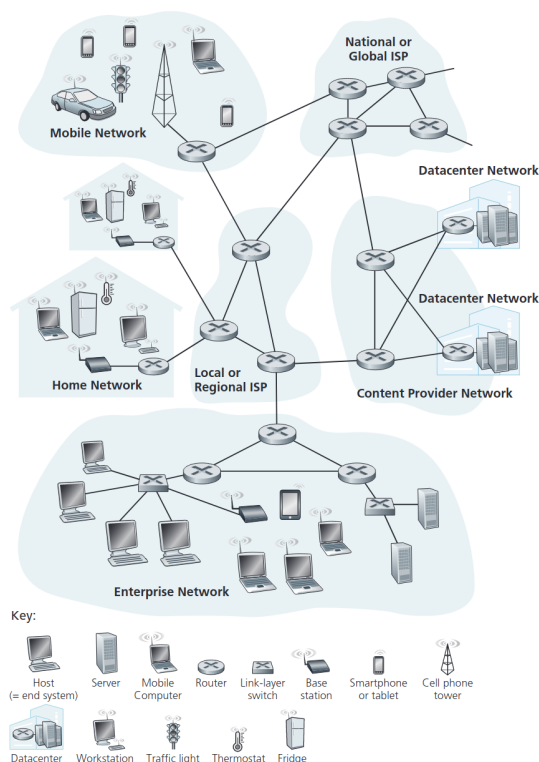 National or
Global ISP
Mobile Network
Datacenter Network
Datacenter Network
Home Network
Local or
Regional ISP
Content Provider Network
Enterprise Network
Key:
Host
(= end system)
Server
Mobile
Computer
Router
Link-layer
switch
Base
station
Smartphone
or tablet
Cell phone
tower
Datacenter
Workstation
Traffic light
Thermostat
Fridge